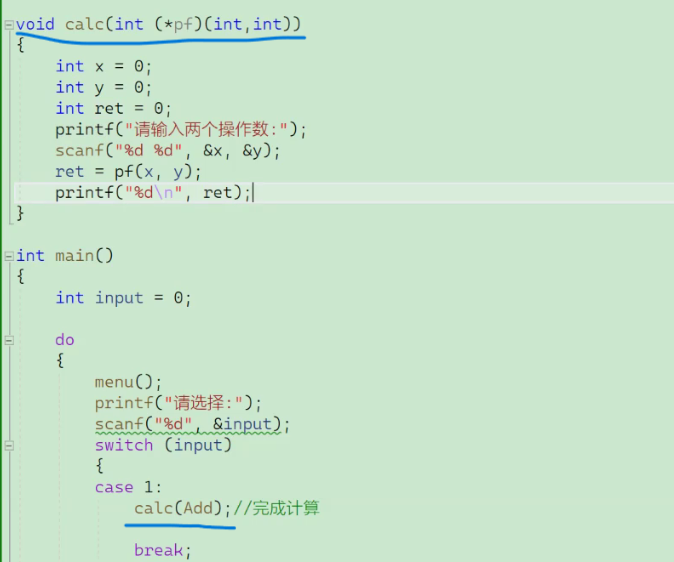 void calc(int (*pf)(int,int))
{
int x = 0;
int y = 0;
int ret = 0;
printf("请输入两个操作数:");
scanf("%d %d", &x, &y);
ret = pf(x, y);
printf("%d\n", ret);
}
int main()
{
int input = 0;
do
{
menu();
printf("请选择:");
scanf("%d", &input);
switch (input)
{
case 1:
calc(Add);//完成计算
break;